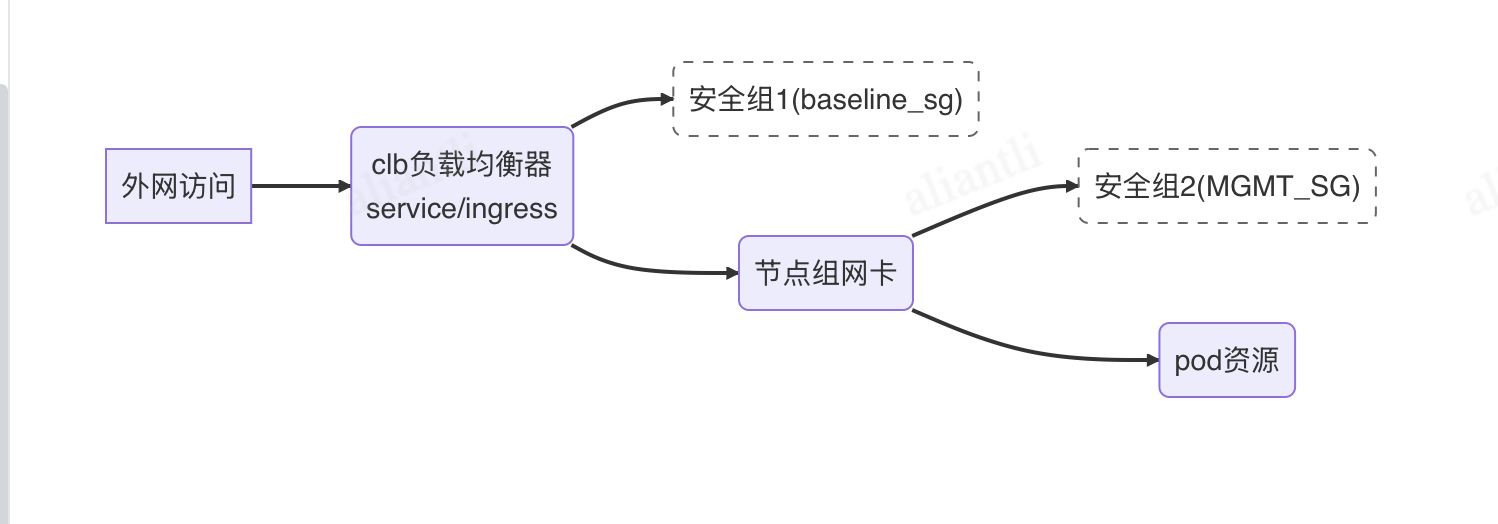 安全组1(baseline_sg)
外网访问
clb负载均衡器
service/ingress
安全组2(MGMT_SG)
节点组网卡
pod资源
aliantli
aliantli